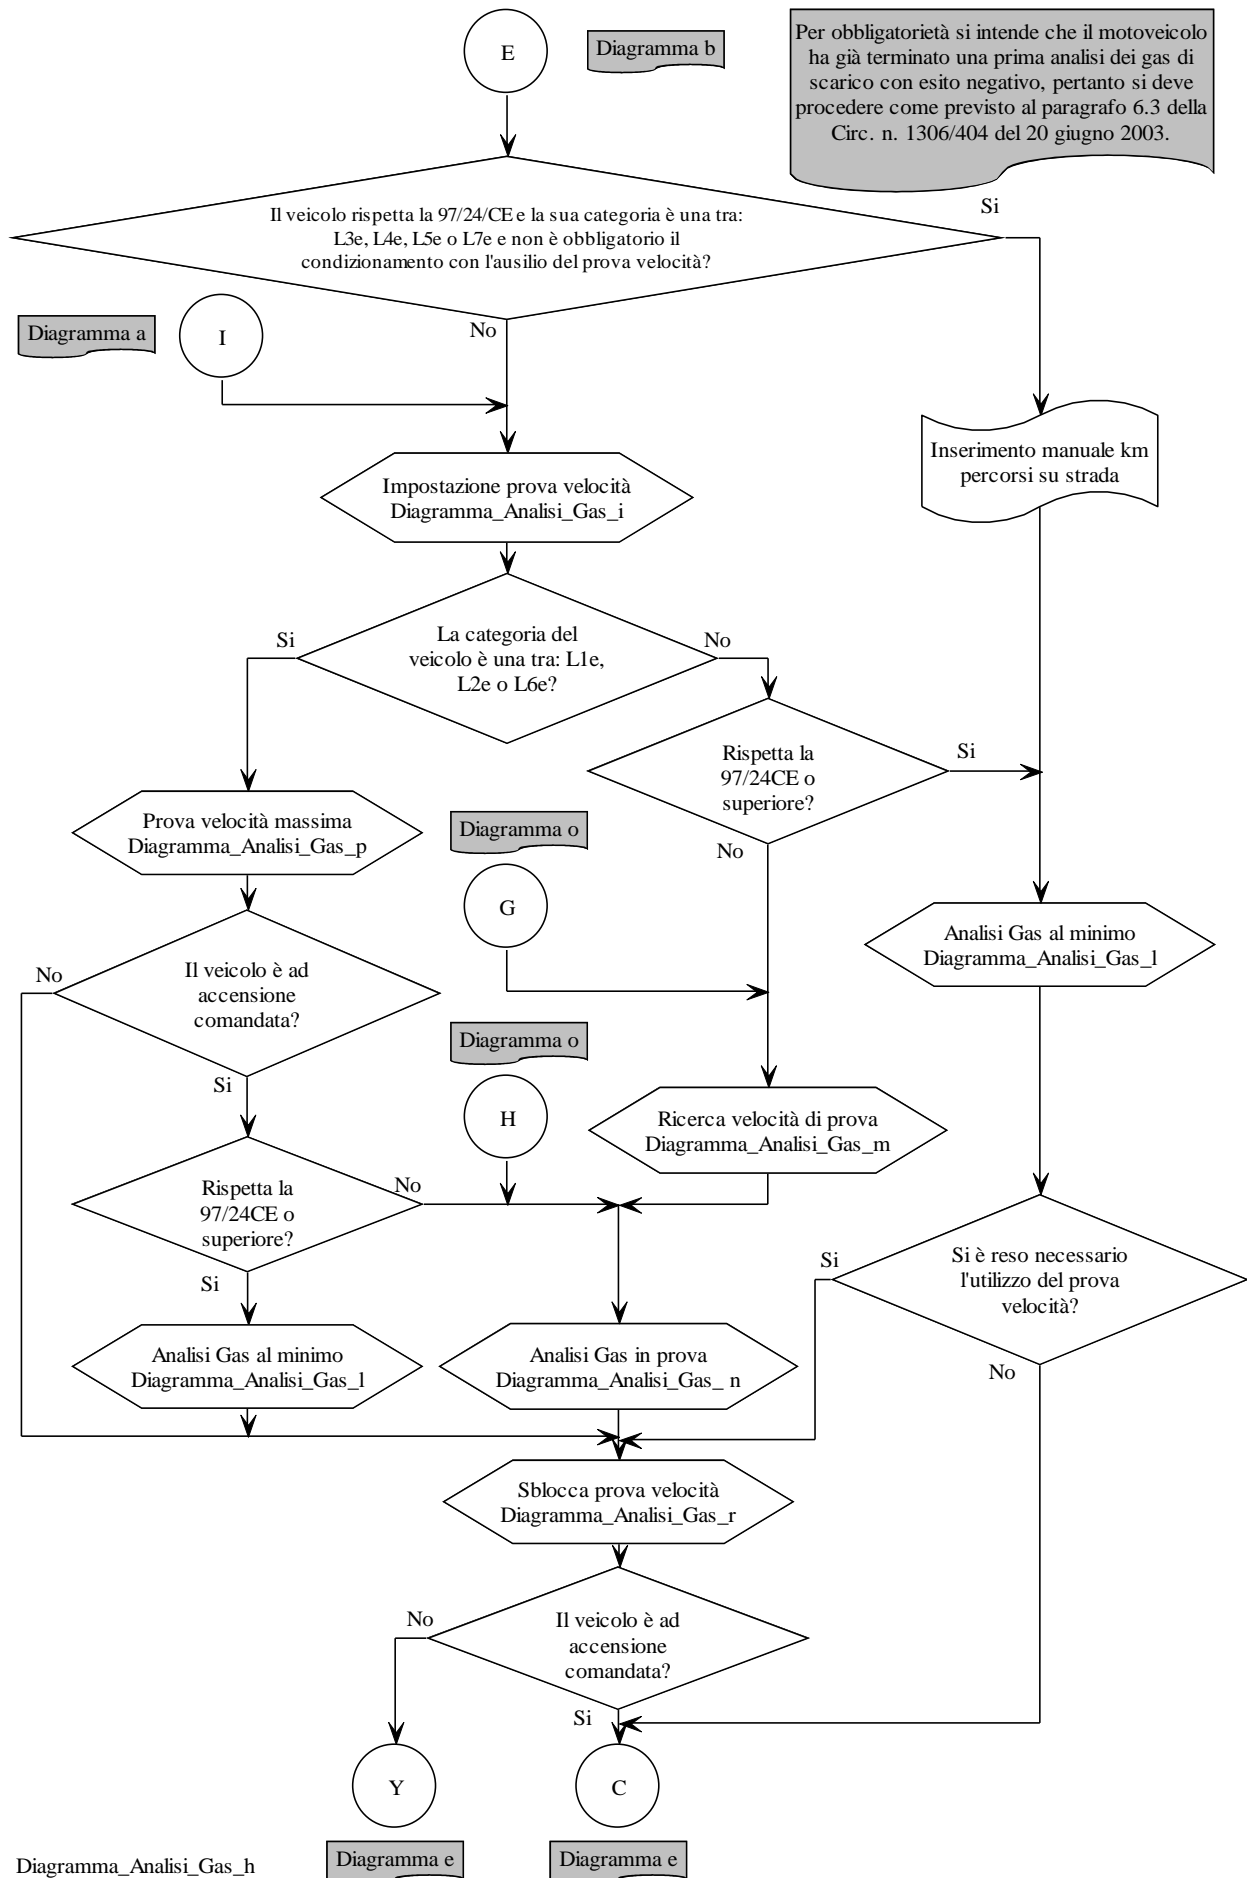 E
Diagramma b
Per obbligatorietà si intende che il motoveicolo
ha già terminato una prima analisi dei gas di
scarico con esito negativo, pertanto si deve
procedere come previsto al paragrafo 6.3 della
Circ. n. 1306/404 del 20 giugno 2003.
Il veicolo rispetta la 97/24/CE e la sua categoria è una tra:
L3e, L4e, L5e o L7e e non è obbligatorio il
condizionamento con l'ausilio del prova velocità?
Si
No
Diagramma a
I
Inserimento manuale km
percorsi su strada
Impostazione prova velocità
Diagramma_Analisi_Gas_i
La categoria del
veicolo è una tra: L1e,
L2e o L6e?
Si
No
Rispetta la
97/24CE o
superiore?
Si
No
Prova velocità massima
Diagramma_Analisi_Gas_p
Diagramma o
G
Analisi Gas al minimo
Diagramma_Analisi_Gas_l
Il veicolo è ad
accensione
comandata?
No
Si
Diagramma o
H
Ricerca velocità di prova
Diagramma_Analisi_Gas_m
Rispetta la
97/24CE o
superiore?
No
Si
Si è reso necessario
l'utilizzo del prova
velocità?
Si
No
Analisi Gas al minimo
Diagramma_Analisi_Gas_l
Analisi Gas in prova
Diagramma_Analisi_Gas_ n
Sblocca prova velocità
Diagramma_Analisi_Gas_r
Il veicolo è ad
accensione
comandata?
No
Si
Y
C
Diagramma e
Diagramma e
Diagramma_Analisi_Gas_h